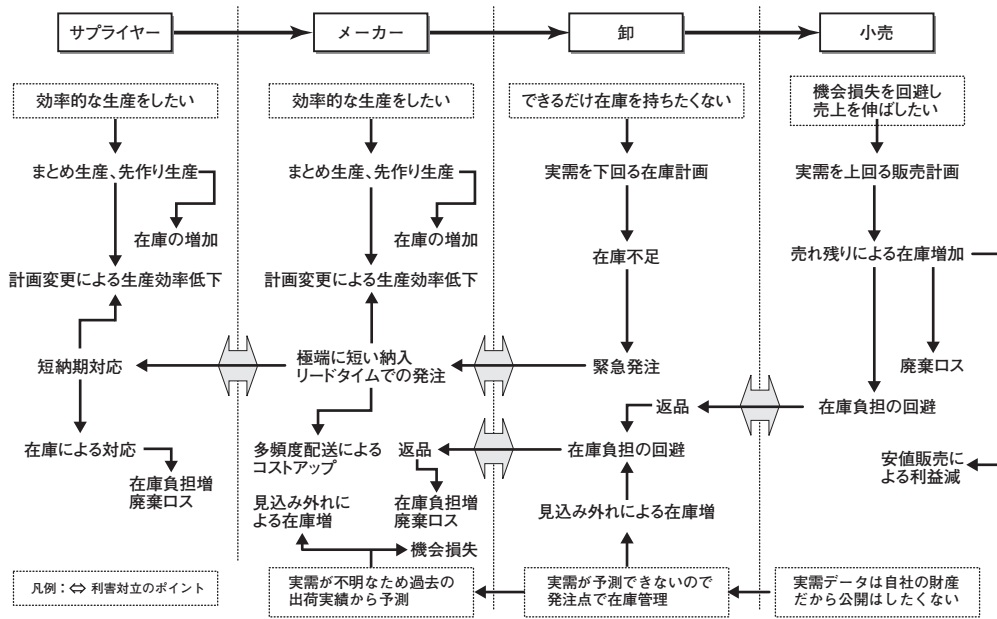 サプライヤー
メーカー
卸
小売
効率的な生産をしたい
効率的な生産をしたい
できるだけ在庫を持ちたくない
機会損失を回避し
売上を伸ばしたい
まとめ生産、先作り生産
まとめ生産、先作り生産
実需を下回る在庫計画
実需を上回る販売計画
在庫の増加
在庫の増加
在庫不足
売れ残りによる在庫増加
計画変更による生産効率低下
計画変更による生産効率低下
短納期対応
極端に短い納入
リードタイムでの発注
緊急発注
廃棄ロス
返品
在庫負担の回避
在庫による対応
多頻度配送による
コストアップ
返品
在庫負担の回避
安値販売に
よる利益減
在庫負担増
廃棄ロス
見込み外れに
よる在庫増
在庫負担増
廃棄ロス
見込み外れによる在庫増
機会損失
凡例：⇔ 利害対立のポイント
実需が不明なため過去の
出荷実績から予測
実需が予測できないので
発注点で在庫管理
実需データは自社の財産
だから公開はしたくない